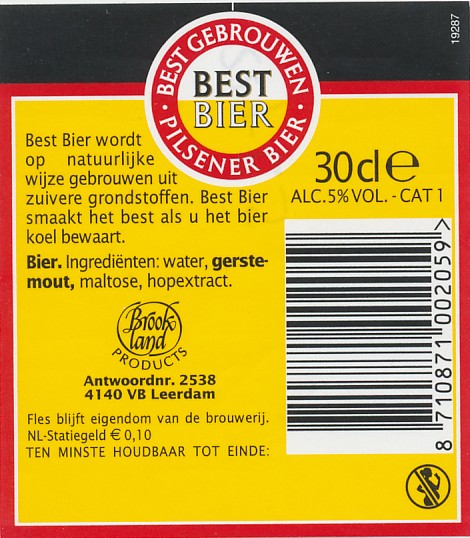 19287
BEST GEBROUWEN
BEST
BIER
· PILSENER BIER ·
Best Bier wordt
op natuurlijke
wijze gebrouwen uit
zuivere grondstoffen. Best Bier
smaakt het best als u het bier
koel bewaart.
Bier. Ingrediënten: water, gerste-
mout, maltose, hopextract.
Brook
land
PRODUCTS
Antwoordnr. 2538
4140 VB Leerdam
Fles blijft eigendom van de brouwerij.
NL-Statiegeld € 0,10
TEN MINSTE HOUDBAAR TOT EINDE:
30cl e
ALC. 5% VOL. - CAT 1
8 710871 002059 >